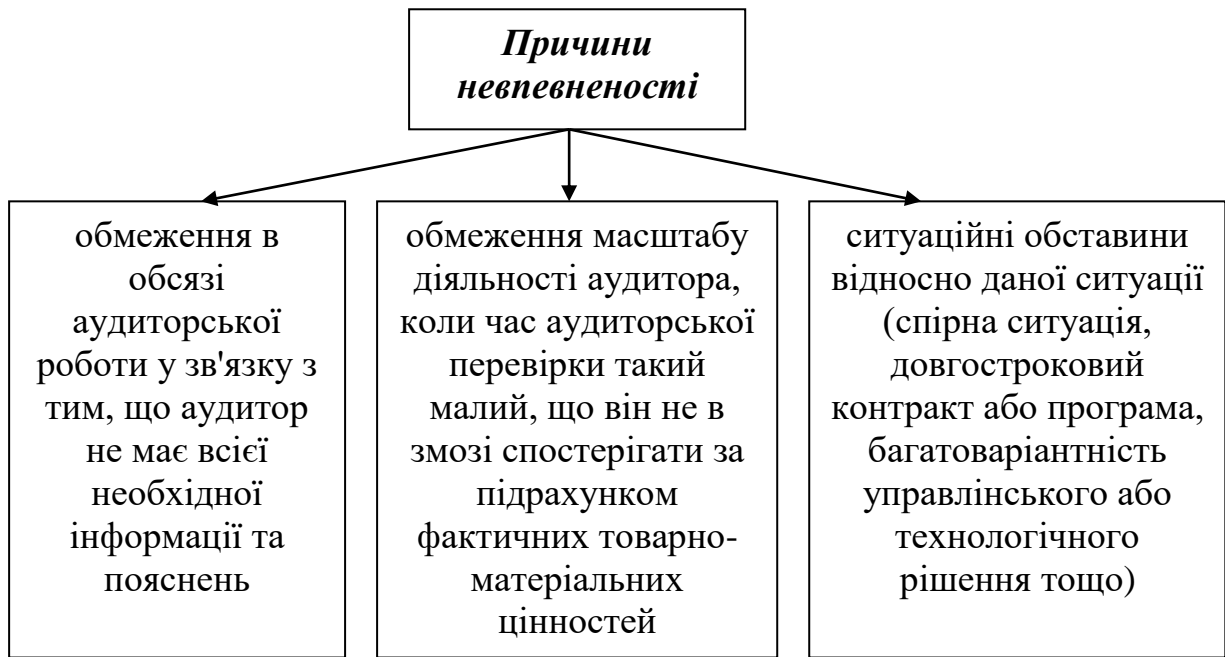 Причини
невпевненості
обмеження в
обсязі
аудиторської
роботи у зв'язку з
тим, що аудитор
не має всієї
необхідної
інформації та
пояснень
обмеження масштабу
діяльності аудитора,
коли час аудиторської
перевірки такий
малий, що він не в
змозі спостерігати за
підрахунком
фактичних товарно-
матеріальних
цінностей
ситуаційні обставини
відносно даної ситуації
(спірна ситуація,
довгостроковий
контракт або програма,
багатоваріантність
управлінського або
технологічного
рішення тощо)